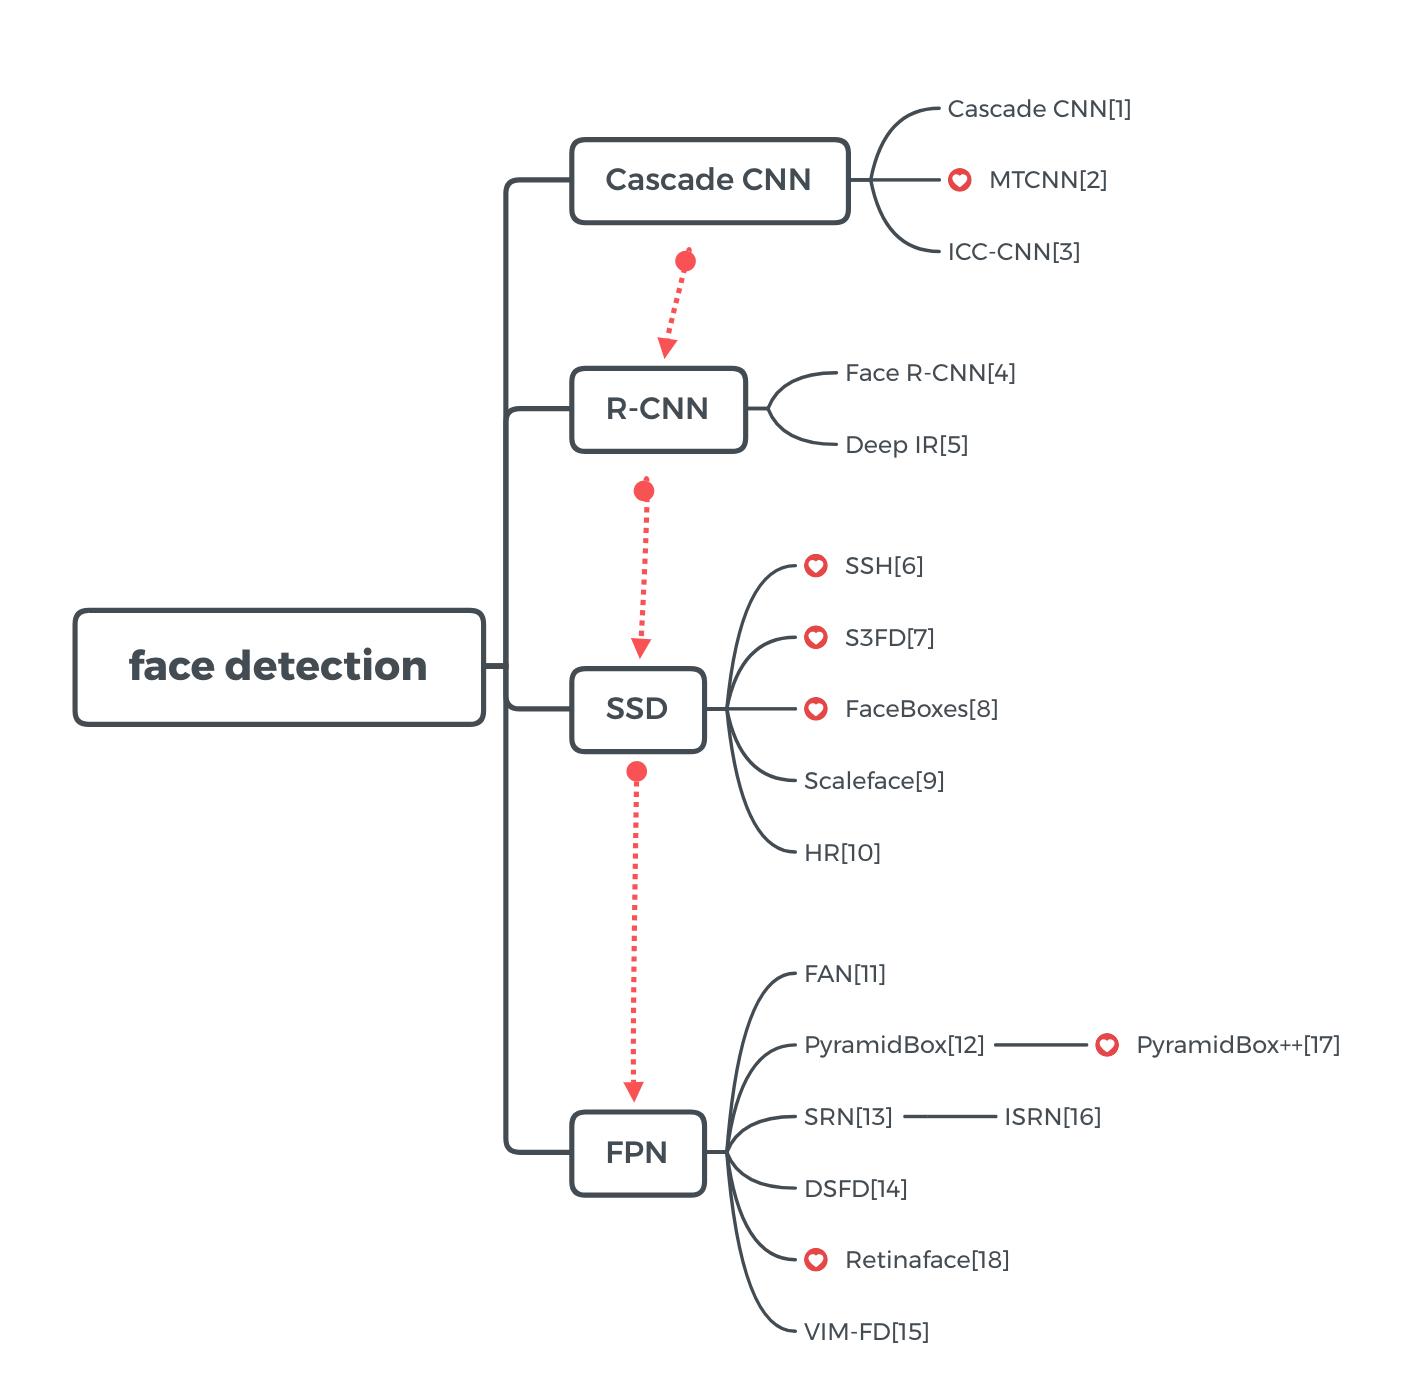 face detection
Cascade CNN
Cascade CNN[1]
MTCNN[2]
ICC-CNN[3]
R-CNN
Face R-CNN[4]
Deep IR[5]
SSD
SSH[6]
S3FD[7]
FaceBoxes[8]
Scaleface[9]
HR[10]
FPN
FAN[11]
PyramidBox[12]
PyramidBox++[17]
SRN[13]
ISRN[16]
DSFD[14]
Retinaface[18]
VIM-FD[15]